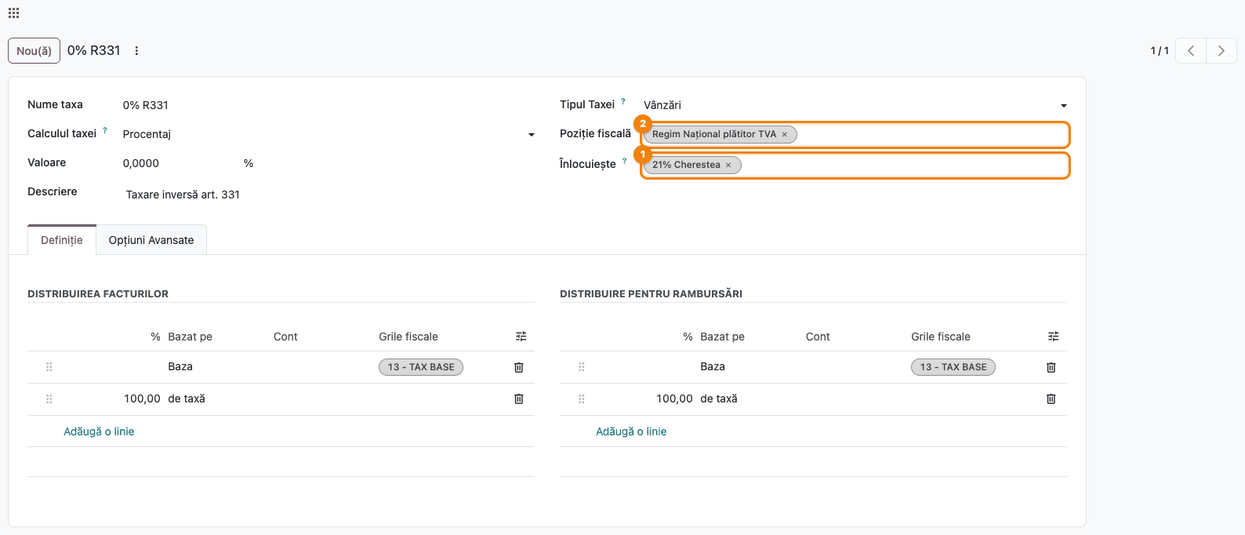 Nou(ă) 0% R331
1 / 1
Nume taxa 0% R331
Tipul Taxei ? Vânzări
Calculul taxei ? Procentaj
2
Poziție fiscală Regim Național plătitor TVA ×
Valoare 0,0000 %
1
Înlocuiește ? 21% Cherestea ×
Descriere Taxare inversă art. 331
Definiție Opțiuni Avansate
DISTRIBUIREA FACTURILOR
% Bazat pe Cont Grile fiscale
Baza 13 - TAX BASE
100,00 de taxă
Adăugă o linie
DISTRIBUIRE PENTRU RAMBURSĂRI
% Bazat pe Cont Grile fiscale
Baza 13 - TAX BASE
100,00 de taxă
Adăugă o linie